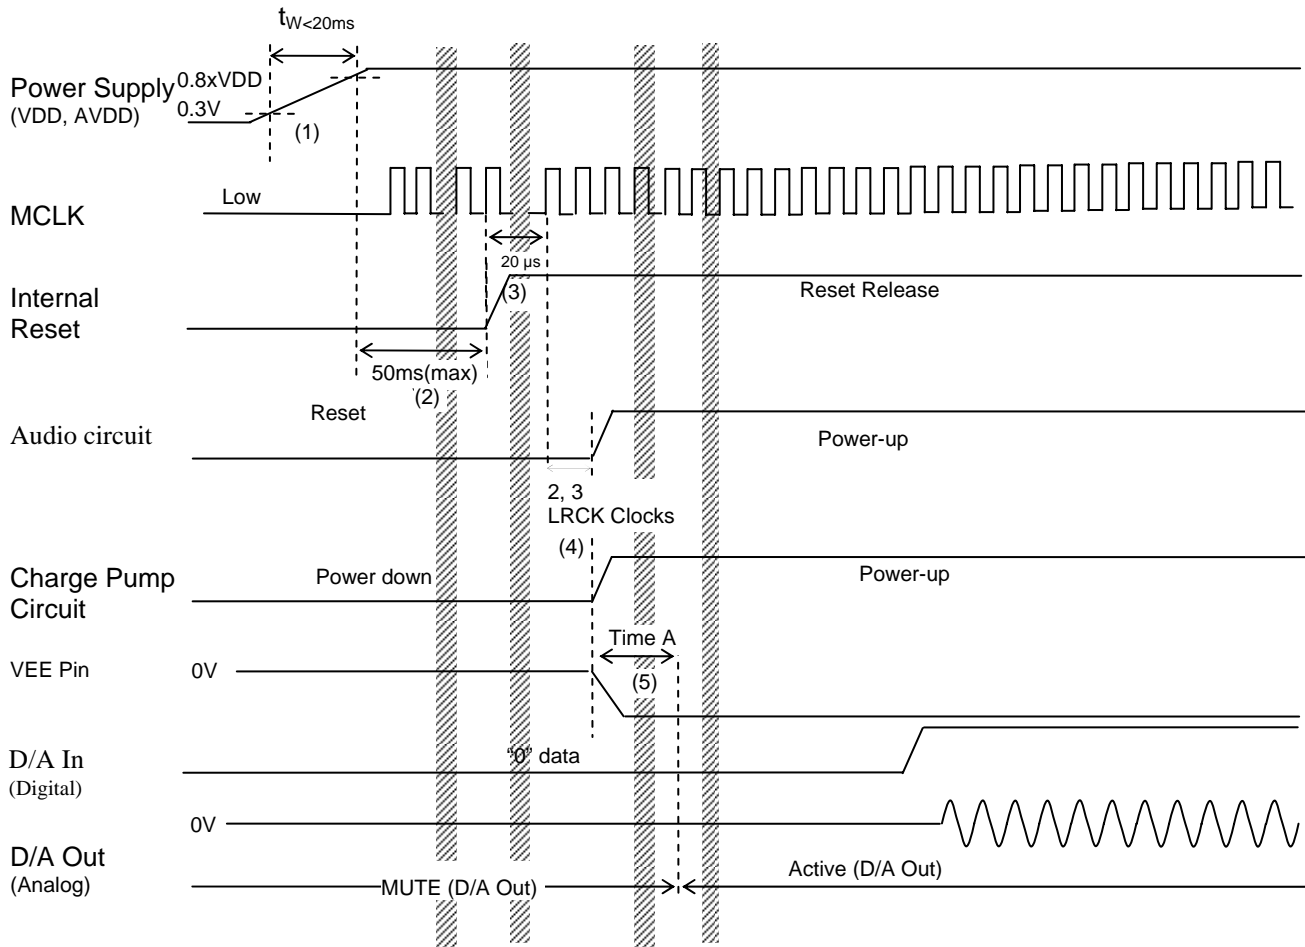 tW<20ms
Power Supply
(VDD, AVDD)
0.8xVDD
0.3V
(1)
MCLK
Low
20 µs
(3)
Internal
Reset
Reset Release
50ms(max)
(2)
Reset
Audio circuit
Power-up
2, 3
LRCK Clocks
(4)
Charge Pump
Circuit
Power down
Power-up
Time A
VEE Pin
0V
(5)
D/A In
(Digital)
"0" data
0V
D/A Out
(Analog)
MUTE (D/A Out)
Active (D/A Out)